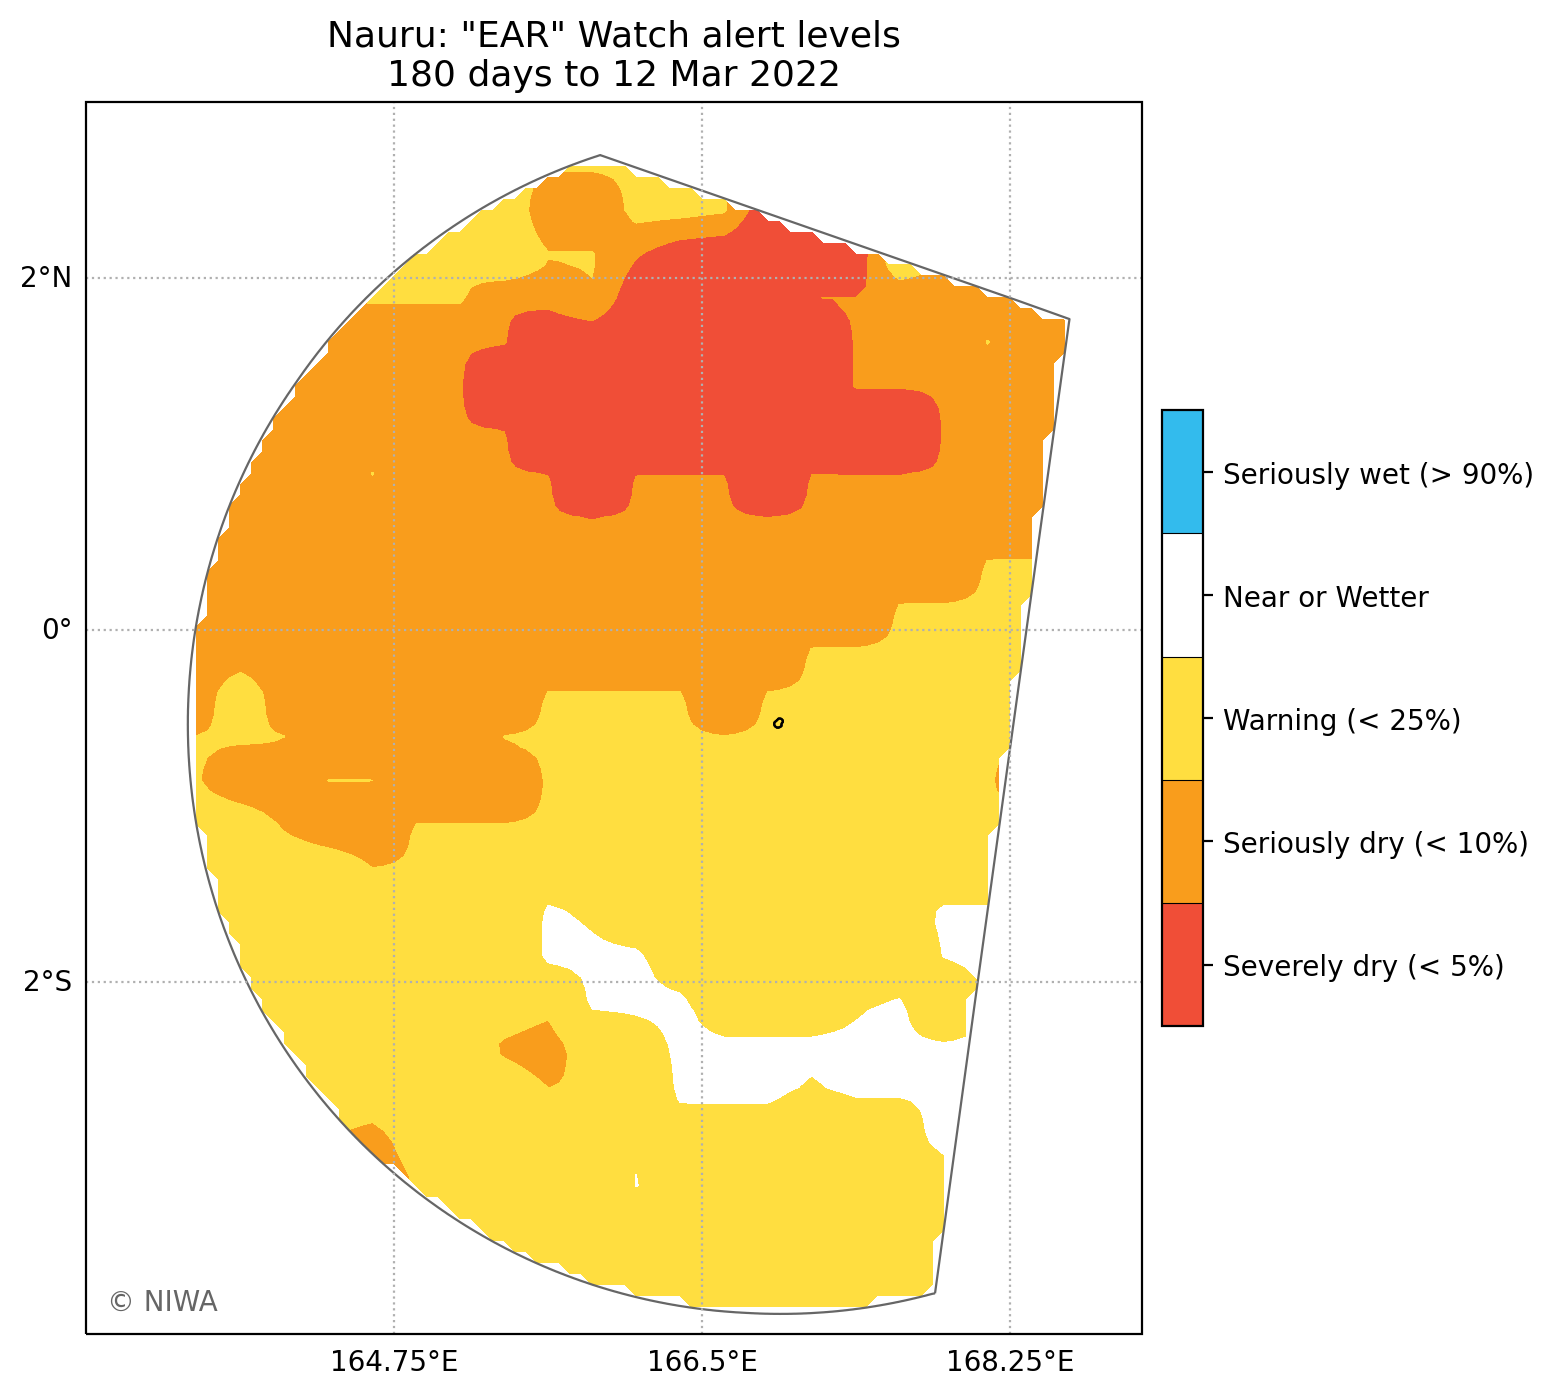 Nauru: "EAR" Watch alert levels
180 days to 12 Mar 2022
2°N
0°
2°S
164.75°E
166.5°E
168.25°E
Seriously wet (> 90%)
Near or Wetter
Warning (< 25%)
Seriously dry (< 10%)
Severely dry (< 5%)
© NIWA